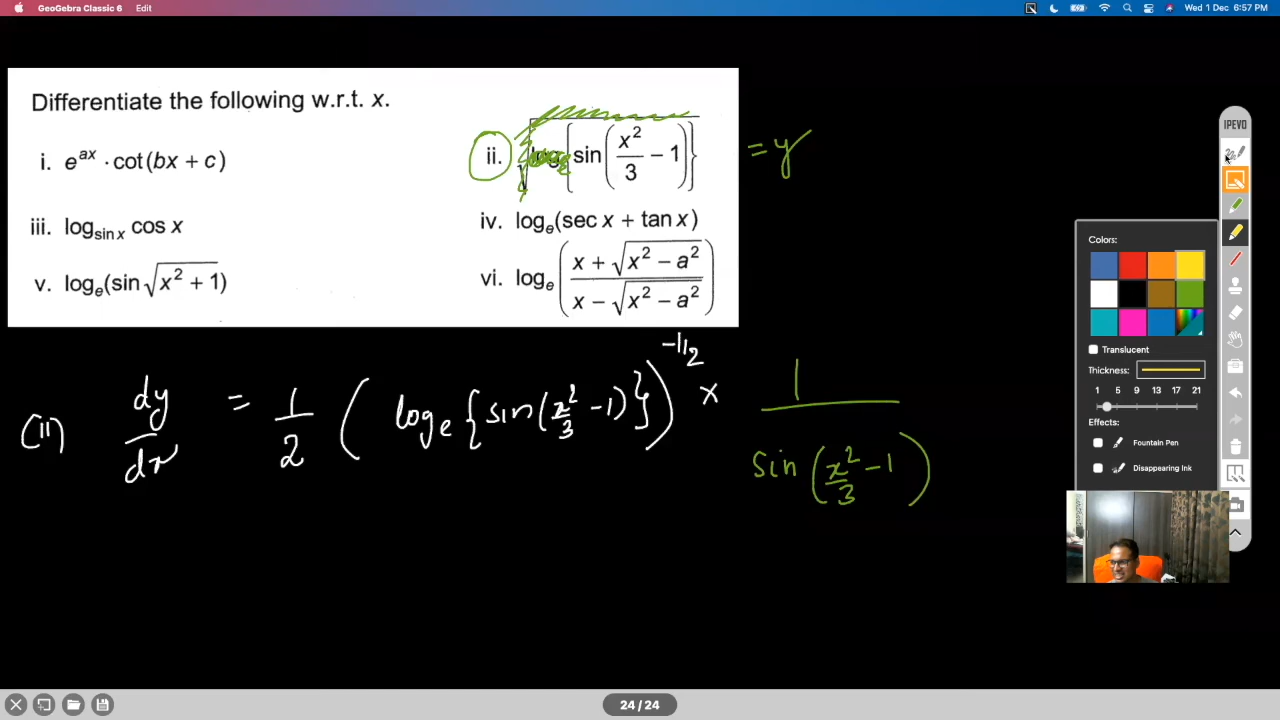 GeoGebra Classic 6 Edit Wed 1 Dec 6:57 PM
Differentiate the following w.r.t. x.
i. e^{ax} · cot(bx + c)
ii. √(log_e {sin (x²/3 − 1)}) = y
iii. log_{sin x} cos x
iv. log_e(sec x + tan x)
v. log_e(sin √(x² + 1))
vi. log_e ((x + √(x² − a²))/(x − √(x² − a²)))
(ii) dy/dx = 1/2 (log_e {sin(x²/3 − 1)})^{−1/2} × 1/(sin (x²/3 − 1))
IPEVO
Colors:
Translucent
Thickness:
1 5 9 13 17 21
Effects:
Fountain Pen
Disappearing Ink
24 / 24